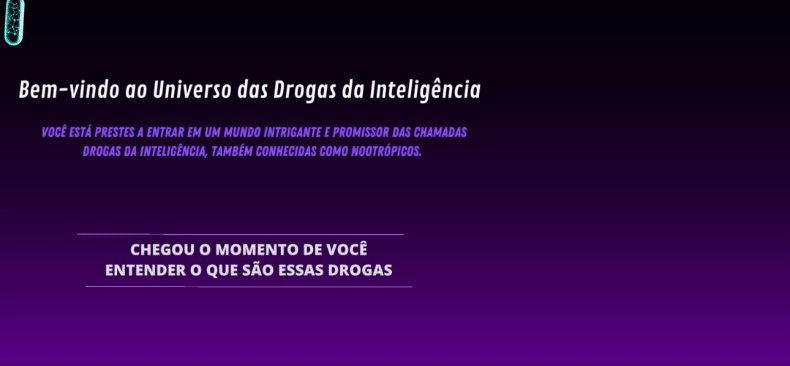 Bem-vindo ao Universo das Drogas da Inteligência
VOCÊ ESTÁ PRESTES A ENTRAR EM UM MUNDO INTRIGANTE E PROMISSOR DAS CHAMADAS
DROGAS DA INTELIGÊNCIA, TAMBÉM CONHECIDAS COMO NOOTRÓPICOS.
CHEGOU O MOMENTO DE VOCÊ
ENTENDER O QUE SÃO ESSAS DROGAS